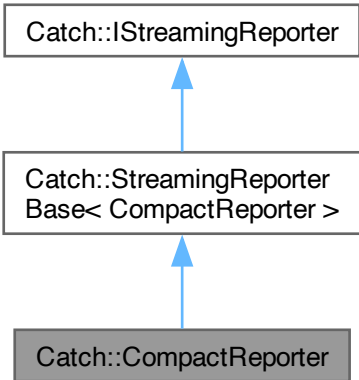 Catch::IStreamingReporter
Catch::StreamingReporter
Base< CompactReporter >
Catch::CompactReporter